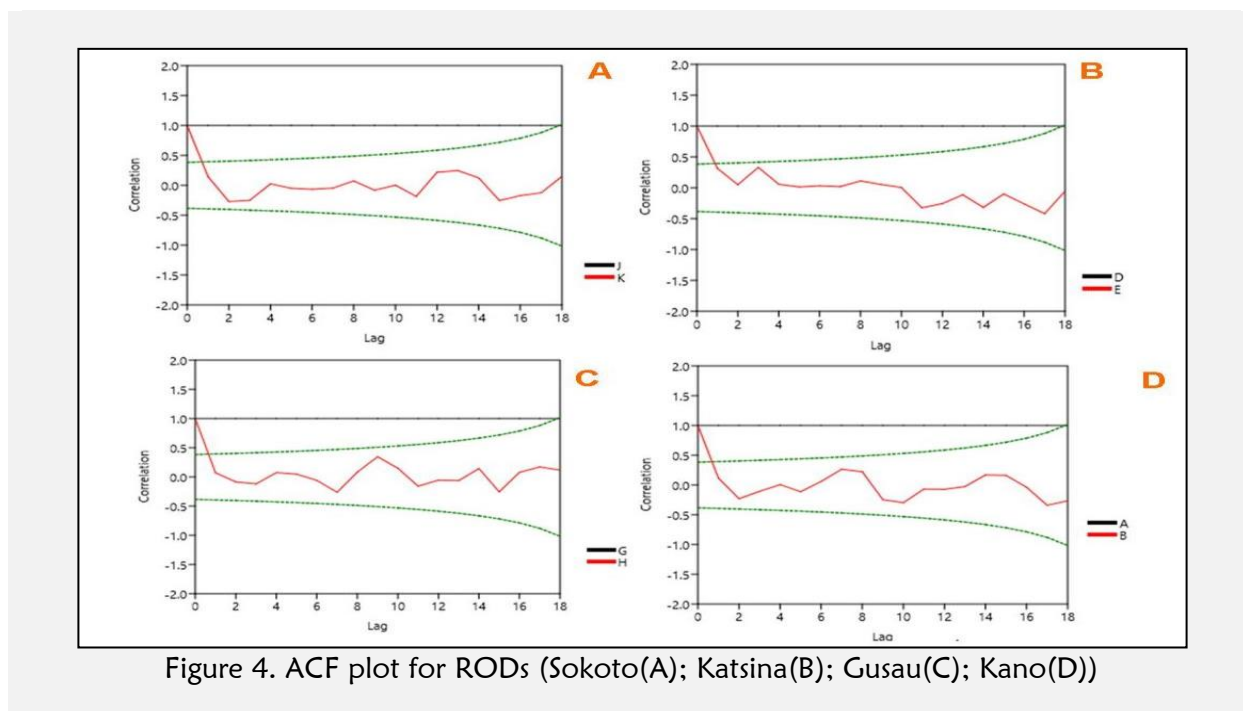 A
2.0
1.5
1.0
0.5
0.0
-0.5
-1.0
-1.5
-2.0
Correlation
0 2 4 6 8 10 12 14 16 18
Lag
J
K
B
2.0
1.5
1.0
0.5
0.0
-0.5
-1.0
-1.5
-2.0
Correlation
0 2 4 6 8 10 12 14 16 18
Lag
D
E
C
2.0
1.5
1.0
0.5
0.0
-0.5
-1.0
-1.5
-2.0
Correlation
0 2 4 6 8 10 12 14 16 18
Lag
G
H
D
2.0
1.5
1.0
0.5
0.0
-0.5
-1.0
-1.5
-2.0
Correlation
0 2 4 6 8 10 12 14 16 18
Lag
A
B
Figure 4. ACF plot for RODs (Sokoto(A); Katsina(B); Gusau(C); Kano(D))